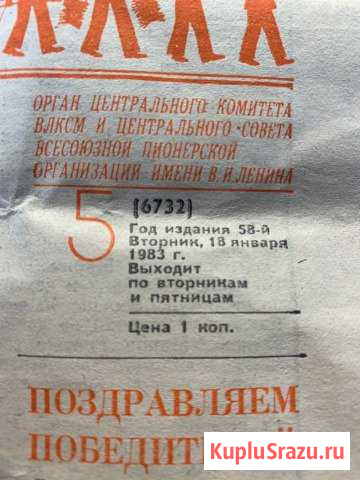 ОРГАН ЦЕНТРАЛЬНОГО КОМИТЕТА
ВЛКСМ И ЦЕНТРАЛЬНОГО СОВЕТА
ВСЕСОЮЗНОЙ ПИОНЕРСКОЙ
ОРГАНИЗАЦИИ ИМЕНИ В.И.ЛЕНИНА
5
(6732)
Год издания 58-й
Вторник, 18 января
1983 г.
Выходит
по вторникам
и пятницам
Цена 1 коп.
ПОЗДРАВЛЯЕМ
KupluSrazu.ru